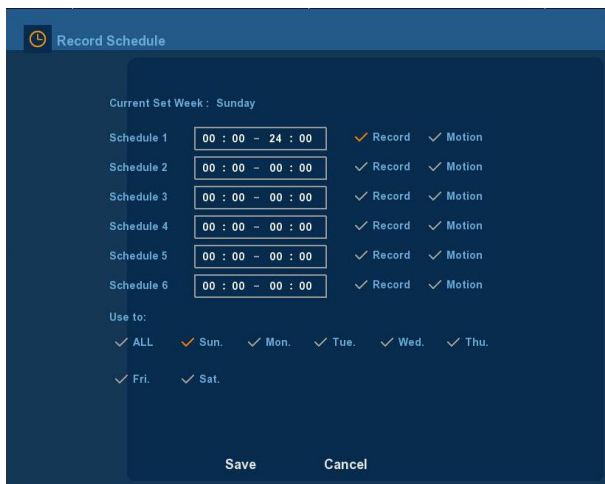 Record Schedule
Current Set Week : Sunday
Schedule 1 00 : 00 - 24 : 00 Record Motion
Schedule 2 00 : 00 - 00 : 00 Record Motion
Schedule 3 00 : 00 - 00 : 00 Record Motion
Schedule 4 00 : 00 - 00 : 00 Record Motion
Schedule 5 00 : 00 - 00 : 00 Record Motion
Schedule 6 00 : 00 - 00 : 00 Record Motion
Use to:
ALL Sun. Mon. Tue. Wed. Thu.
Fri. Sat.
Save Cancel